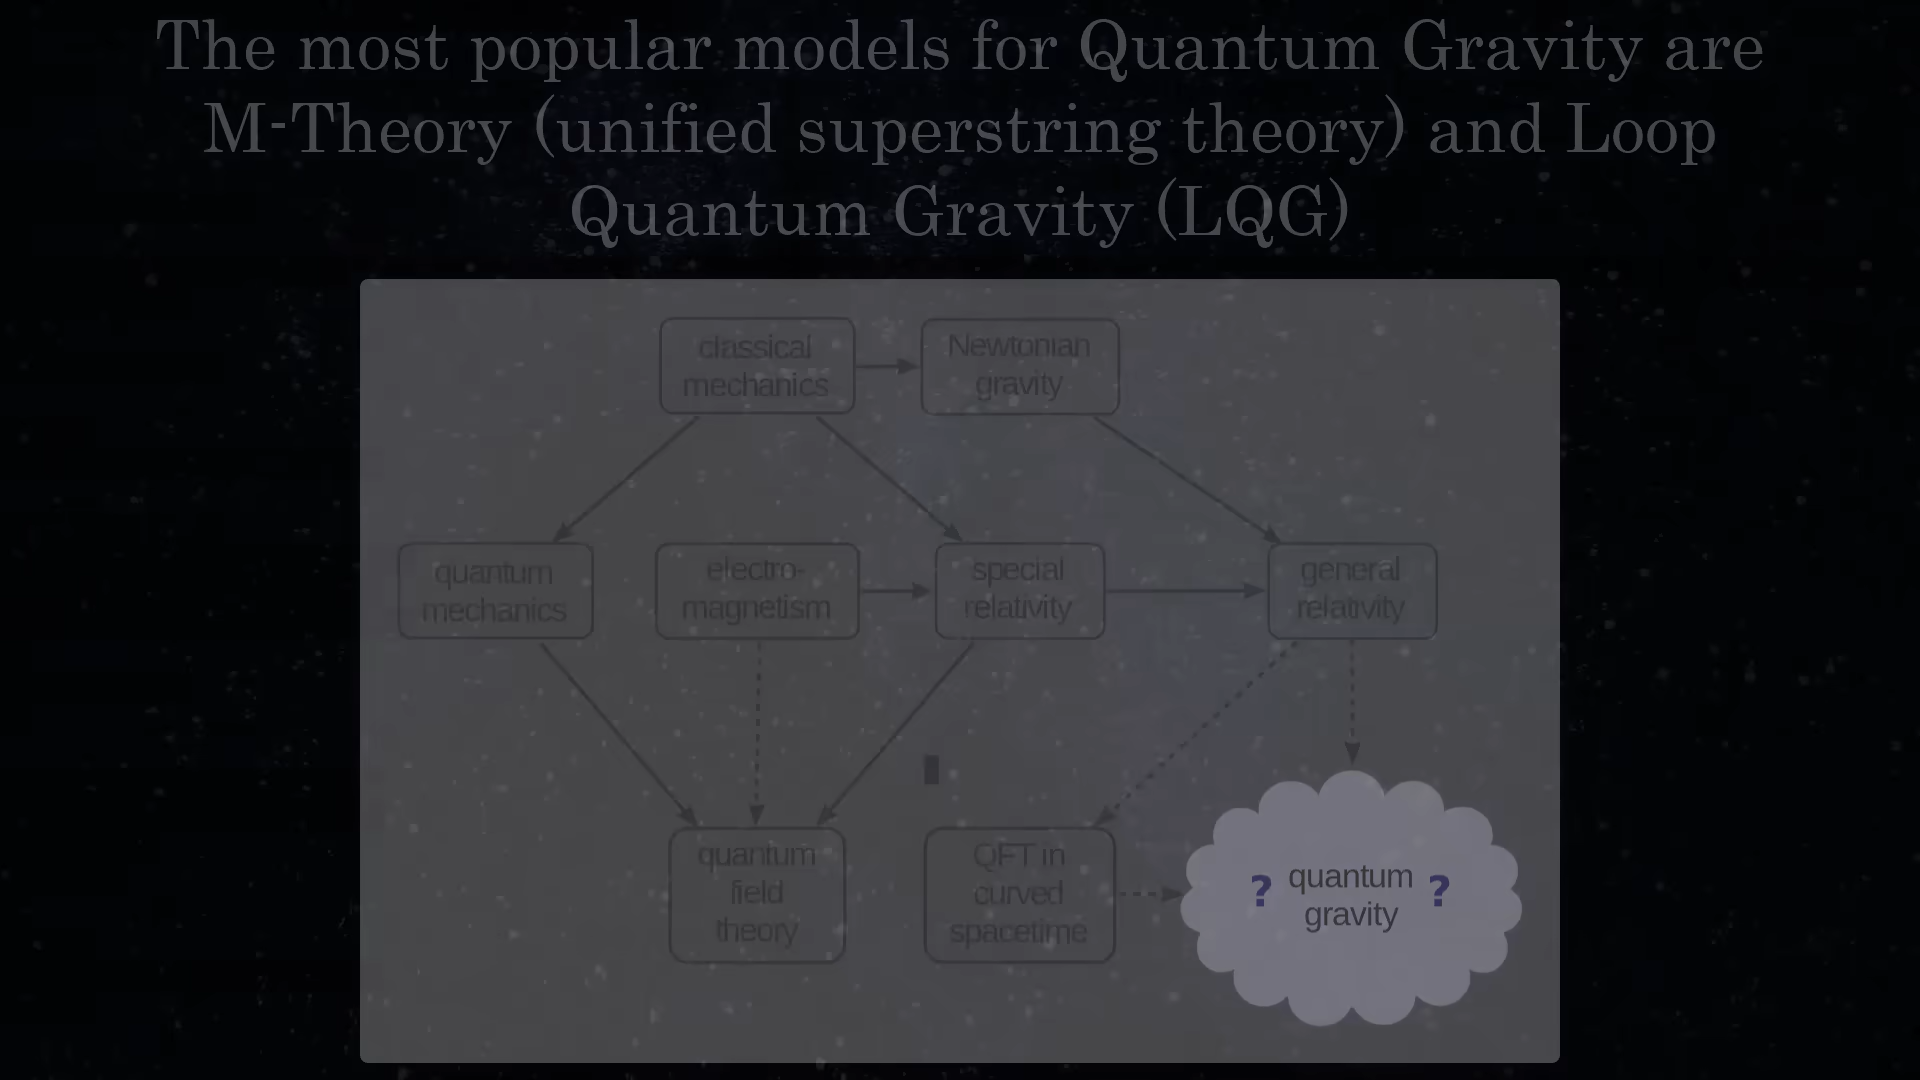 The most popular models for Quantum Gravity are
M-Theory (unified superstring theory) and Loop
Quantum Gravity (LQG)
classical
mechanics
Newtonian
gravity
quantum
mechanics
electro-
magnetism
special
relativity
general
relativity
quantum
field
theory
QFT in
curved
spacetime
? quantum ?
gravity